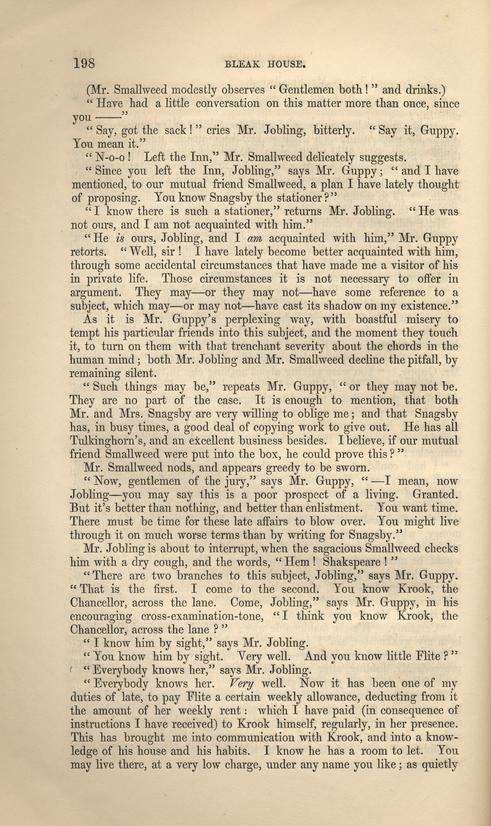 198 BLEAK HOUSE.
(Mr. Smallweed modestly observes “ Gentlemen both ! ” and drinks.)
“ Have had a little conversation on this matter more than once, since
you ——”
“ Say, got the sack ! ” cries Mr. Jobling, bitterly. “ Say it, Guppy.
You mean it.”
“ N-o-o ! Left the Inn,” Mr. Smallweed delicately suggests.
“ Since you left the Inn, Jobling,” says Mr. Guppy ; “ and I have
mentioned, to our mutual friend Smallweed, a plan I have lately thought
of proposing. You know Snagsby the stationer ? ”
“ I know there is such a stationer,” returns Mr. Jobling. “ He was
not ours, and I am not acquainted with him.”
“ He is ours, Jobling, and I am acquainted with him,” Mr. Guppy
retorts. “ Well, sir ! I have lately become better acquainted with him,
through some accidental circumstances that have made me a visitor of his
in private life. Those circumstances it is not necessary to offer in
argument. They may—or they may not—have some reference to a
subject, which may—or may not—have cast its shadow on my existence.”
As it is Mr. Guppy’s perplexing way, with boastful misery to
tempt his particular friends into this subject, and the moment they touch
it, to turn on them with that trenchant severity about the chords in the
human mind ; both Mr. Jobling and Mr. Smallweed decline the pitfall, by
remaining silent.
“ Such things may be,” repeats Mr. Guppy, “ or they may not be.
They are no part of the case. It is enough to mention, that both
Mr. and Mrs. Snagsby are very willing to oblige me ; and that Snagsby
has, in busy times, a good deal of copying work to give out. He has all
Tulkinghorn’s, and an excellent business besides. I believe, if our mutual
friend Smallweed were put into the box, he could prove this ? ”
Mr. Smallweed nods, and appears greedy to be sworn.
“ Now, gentlemen of the jury,” says Mr. Guppy, “ —I mean, now
Jobling—you may say this is a poor prospect of a living. Granted.
But it’s better than nothing, and better than enlistment. You want time.
There must be time for these late affairs to blow over. You might live
through it on much worse terms than by writing for Snagsby.”
Mr. Jobling is about to interrupt, when the sagacious Smallweed checks
him with a dry cough, and the words, “ Hem ! Shakspeare ! ”
“ There are two branches to this subject, Jobling,” says Mr. Guppy.
“ That is the first. I come to the second. You know Krook, the
Chancellor, across the lane. Come, Jobling,” says Mr. Guppy, in his
encouraging cross-examination-tone, “ I think you know Krook, the
Chancellor, across the lane ? ”
“ I know him by sight,” says Mr. Jobling.
“ You know him by sight. Very well. And you know little Flite ? ”
“ Everybody knows her,” says Mr. Jobling.
“ Everybody knows her. Very well. Now it has been one of my
duties of late, to pay Flite a certain weekly allowance, deducting from it
the amount of her weekly rent : which I have paid (in consequence of
instructions I have received) to Krook himself, regularly, in her presence.
This has brought me into communication with Krook, and into a know-
ledge of his house and his habits. I know he has a room to let. You
may live there, at a very low charge, under any name you like ; as quietly